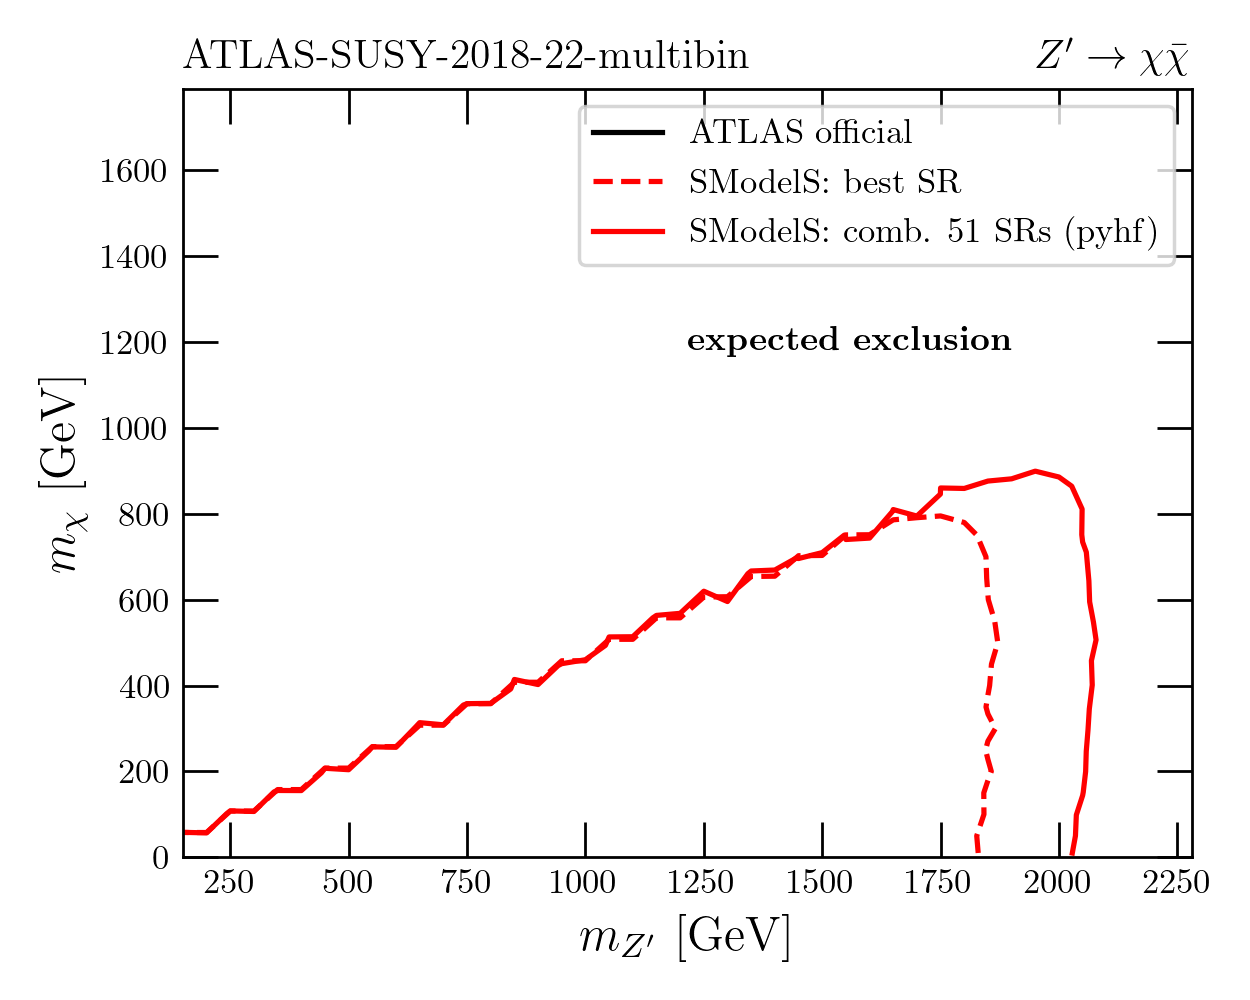 ATLAS-SUSY-2018-22-multibin
Z′ → χχ̄
ATLAS official
SModelS: best SR
SModelS: comb. 51 SRs (pyhf)
expected exclusion
1600
1400
1200
1000
800
600
400
200
0
m_χ [GeV]
250 500 750 1000 1250 1500 1750 2000 2250
m_Z′ [GeV]